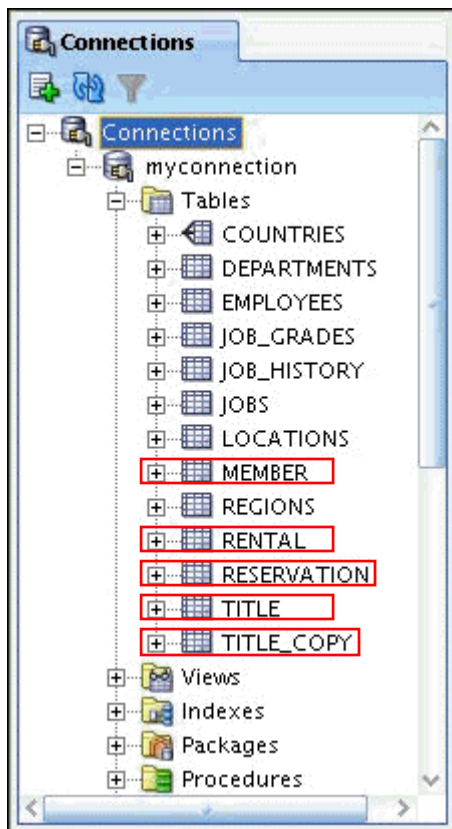 Connections
Connections
myconnection
Tables
COUNTRIES
DEPARTMENTS
EMPLOYEES
JOB_GRADES
JOB_HISTORY
JOBS
LOCATIONS
MEMBER
REGIONS
RENTAL
RESERVATION
TITLE
TITLE_COPY
Views
Indexes
Packages
Procedures